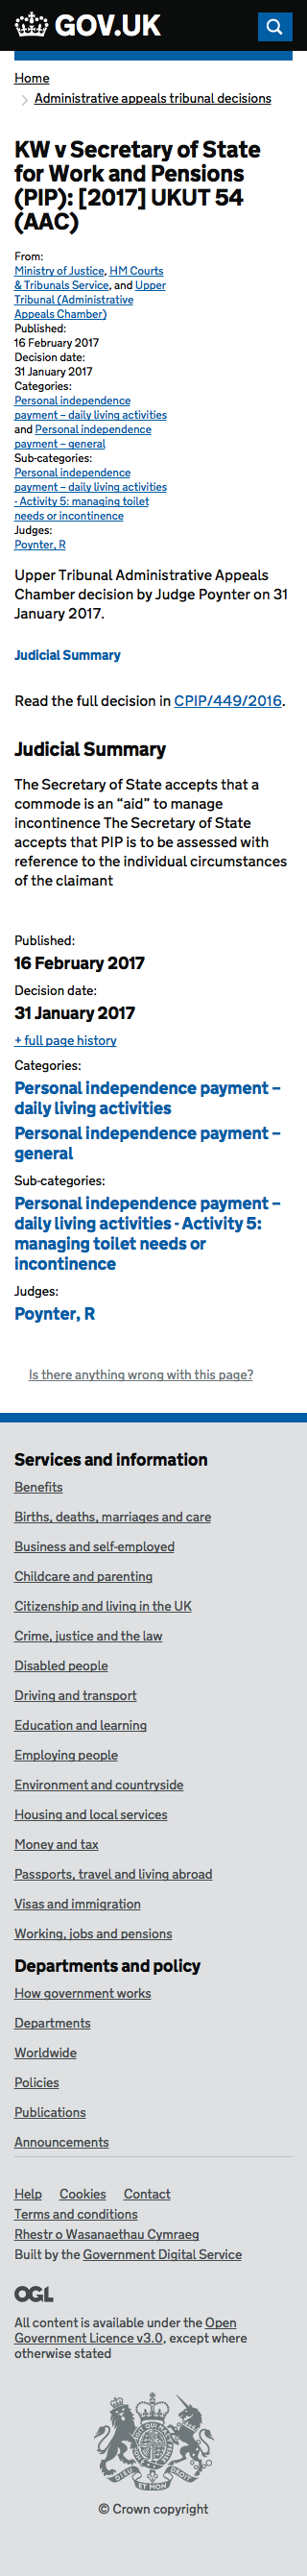 GOV.UK
Home
Administrative appeals tribunal decisions
KW v Secretary of State
for Work and Pensions
(PIP): [2017] UKUT 54
(AAC)
From:
Ministry of Justice, HM Courts
& Tribunals Service, and Upper
Tribunal (Administrative
Appeals Chamber)
Published:
16 February 2017
Decision date:
31 January 2017
Categories:
Personal independence
payment – daily living activities
and Personal independence
payment – general
Sub-categories:
Personal independence
payment – daily living activities
- Activity 5: managing toilet
needs or incontinence
Judges:
Poynter, R
Upper Tribunal Administrative Appeals
Chamber decision by Judge Poynter on 31
January 2017.
Judicial Summary
Read the full decision in CPIP/449/2016.
Judicial Summary
The Secretary of State accepts that a
commode is an “aid” to manage
incontinence The Secretary of State
accepts that PIP is to be assessed with
reference to the individual circumstances
of the claimant
Published:
16 February 2017
Decision date:
31 January 2017
+ full page history
Categories:
Personal independence payment –
daily living activities
Personal independence payment –
general
Sub-categories:
Personal independence payment –
daily living activities - Activity 5:
managing toilet needs or
incontinence
Judges:
Poynter, R
Is there anything wrong with this page?
Services and information
Benefits
Births, deaths, marriages and care
Business and self-employed
Childcare and parenting
Citizenship and living in the UK
Crime, justice and the law
Disabled people
Driving and transport
Education and learning
Employing people
Environment and countryside
Housing and local services
Money and tax
Passports, travel and living abroad
Visas and immigration
Working, jobs and pensions
Departments and policy
How government works
Departments
Worldwide
Policies
Publications
Announcements
Help Cookies Contact
Terms and conditions
Rhestr o Wasanaethau Cymraeg
Built by the Government Digital Service
OGL
All content is available under the Open
Government Licence v3.0, except where
otherwise stated
DIEU ET MON DROIT
© Crown copyright